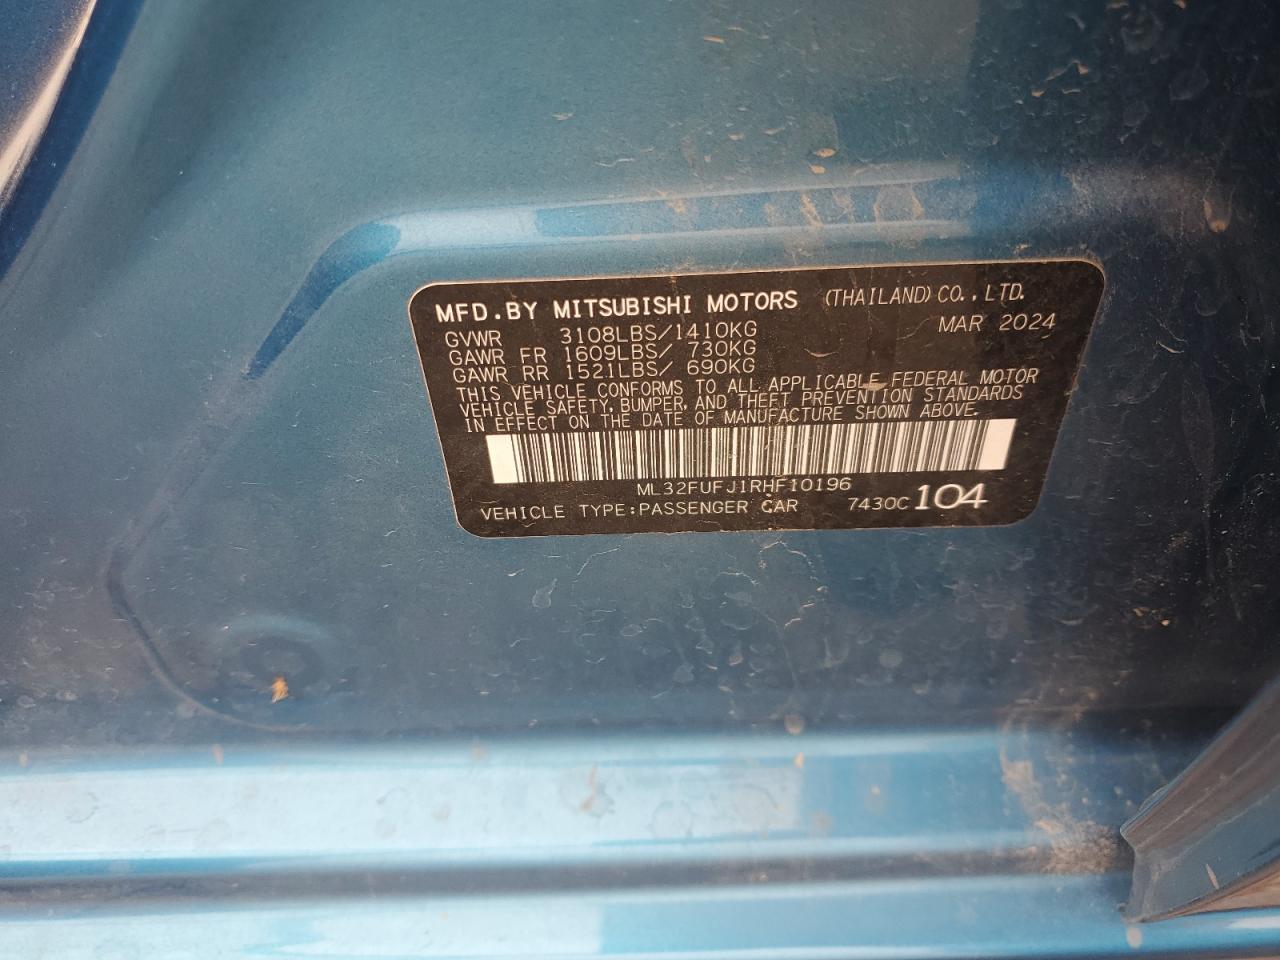 MFD.BY MITSUBISHI MOTORS (THAILAND) CO.,LTD.
GVWR 3108LBS/1410KG MAR 2024
GAWR FR 1609LBS/ 730KG
GAWR RR 1521LBS/ 690KG
THIS VEHICLE CONFORMS TO ALL APPLICABLE FEDERAL MOTOR
VEHICLE SAFETY, BUMPER, AND THEFT PREVENTION STANDARDS
IN EFFECT ON THE DATE OF MANUFACTURE SHOWN ABOVE.
ML32FUFJ1RHF10196
VEHICLE TYPE:PASSENGER CAR 7430C 104